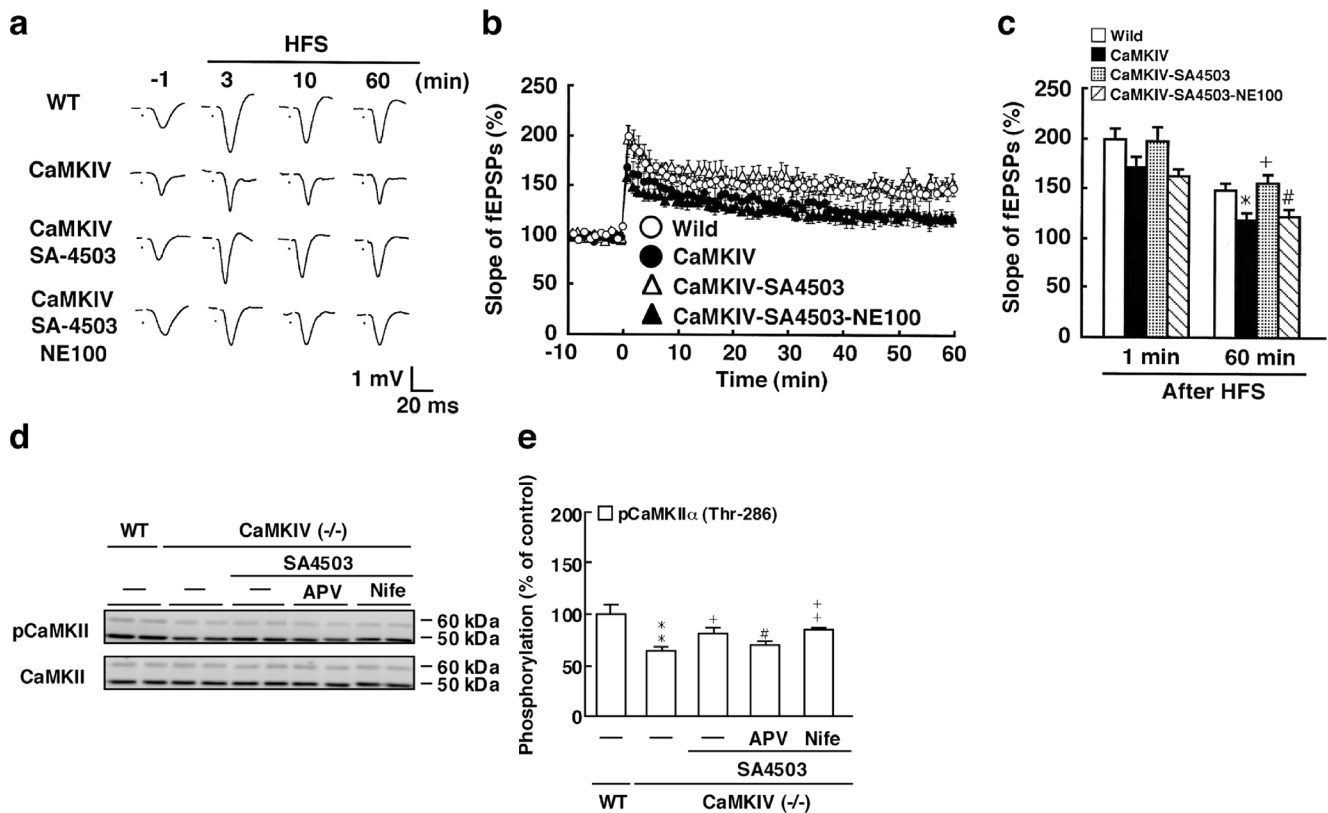 a
HFS
-1 3 10 60 (min)
WT
CaMKIV
CaMKIV
SA-4503
CaMKIV
SA-4503
NE100
1 mV
20 ms
b
Slope of fEPSPs (%)
250
200
150
100
50
0
-10 0 10 20 30 40 50 60
Time (min)
Wild
CaMKIV
CaMKIV-SA4503
CaMKIV-SA4503-NE100
c
Wild
CaMKIV
CaMKIV-SA4503
CaMKIV-SA4503-NE100
Slope of fEPSPs (%)
250
200
150
100
50
0
* + #
1 min 60 min
After HFS
d
WT CaMKIV (-/-)
SA4503
— — — APV Nife
pCaMKII
– 60 kDa
– 50 kDa
CaMKII
– 60 kDa
– 50 kDa
e
pCaMKIIα (Thr-286)
Phosphorylation (% of control)
200
150
100
50
0
** + # ++
— — — APV Nife
SA4503
WT CaMKIV (-/-)